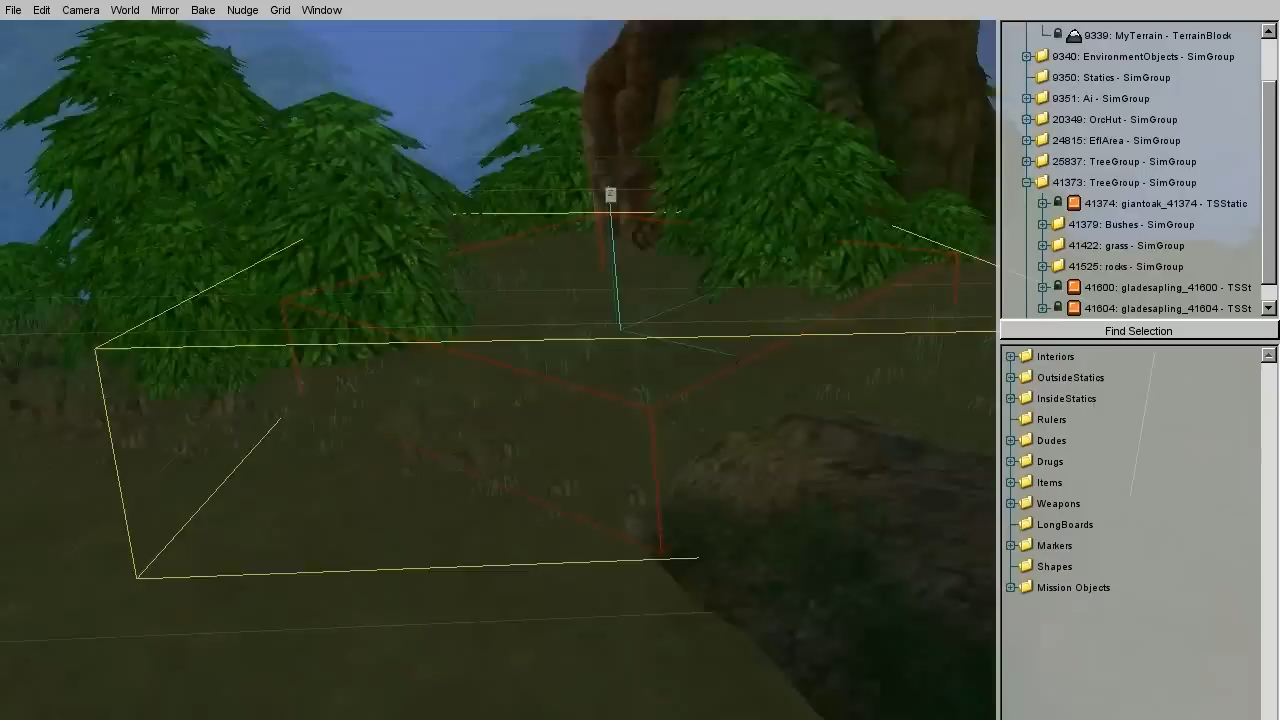 File Edit Camera World Mirror Bake Nudge Grid Window
9339: MyTerrain - TerrainBlock
9340: EnvironmentObjects - SimGroup
9350: Statics - SimGroup
9351: Ai - SimGroup
20349: OrcHut - SimGroup
24815: EflArea - SimGroup
25837: TreeGroup - SimGroup
41373: TreeGroup - SimGroup
41374: giantoak_41374 - TSStatic
41379: Bushes - SimGroup
41422: grass - SimGroup
41525: rocks - SimGroup
41600: gladesapling_41600 - TSSt
41604: gladesapling_41604 - TSSt
Find Selection
Interiors
OutsideStatics
InsideStatics
Rulers
Dudes
Drugs
Items
Weapons
LongBoards
Markers
Shapes
Mission Objects